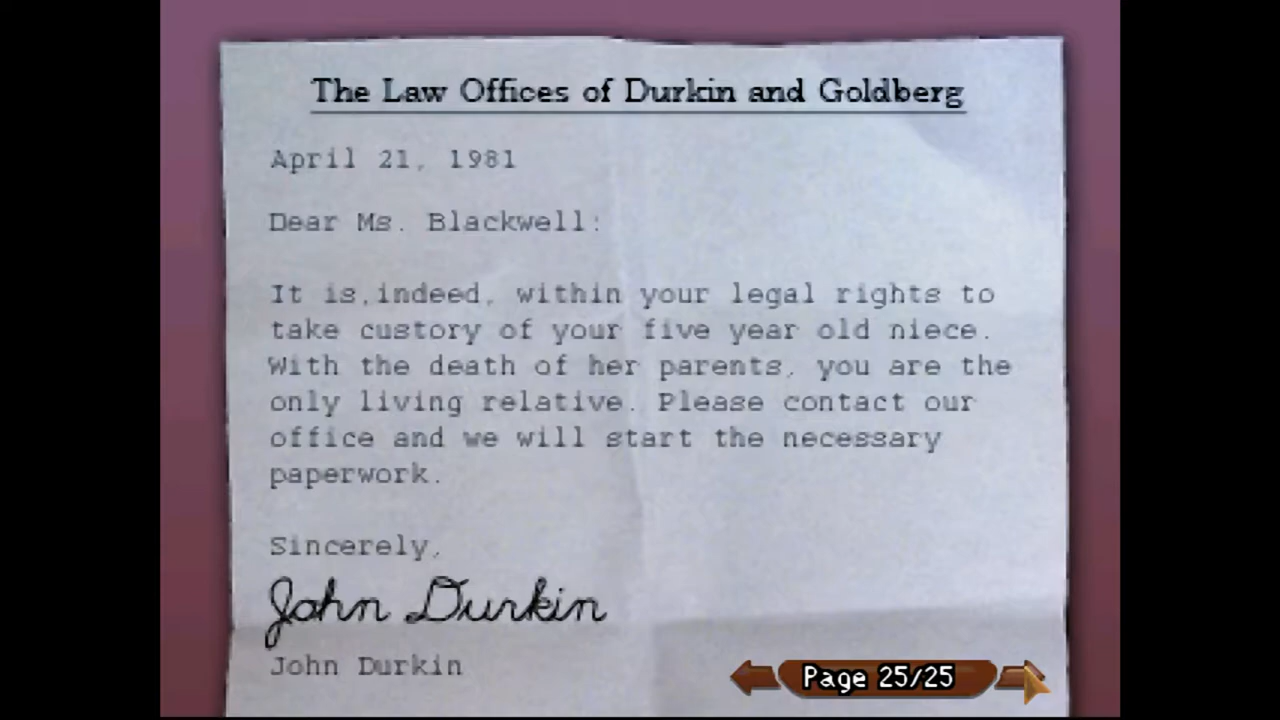 The Law Offices of Durkin and Goldberg
April 21, 1981
Dear Ms. Blackwell:
It is,indeed, within your legal rights to
take custory of your five year old niece.
With the death of her parents, you are the
only living relative. Please contact our
office and we will start the necessary
paperwork.
Sincerely,
John Durkin
John Durkin
Page 25/25